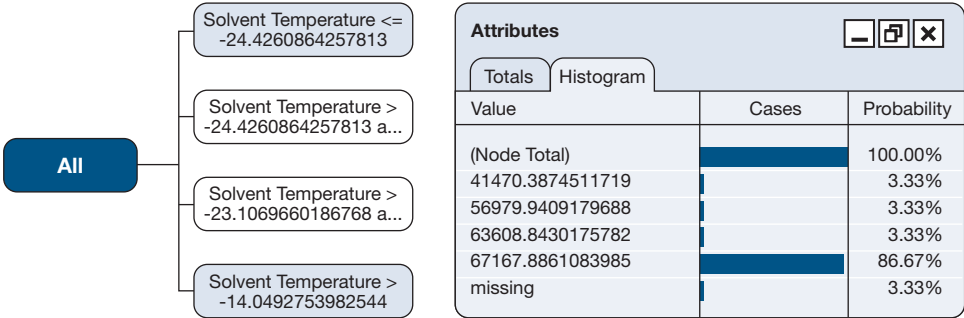 All
Solvent Temperature <=
-24.4260864257813
Solvent Temperature >
-24.4260864257813 a...
Solvent Temperature >
-23.1069660186768 a...
Solvent Temperature >
-14.0492753982544
Attributes
Totals Histogram
Value Cases Probability
(Node Total) 100.00%
41470.3874511719 3.33%
56979.9409179688 3.33%
63608.8430175782 3.33%
67167.8861083985 86.67%
missing 3.33%